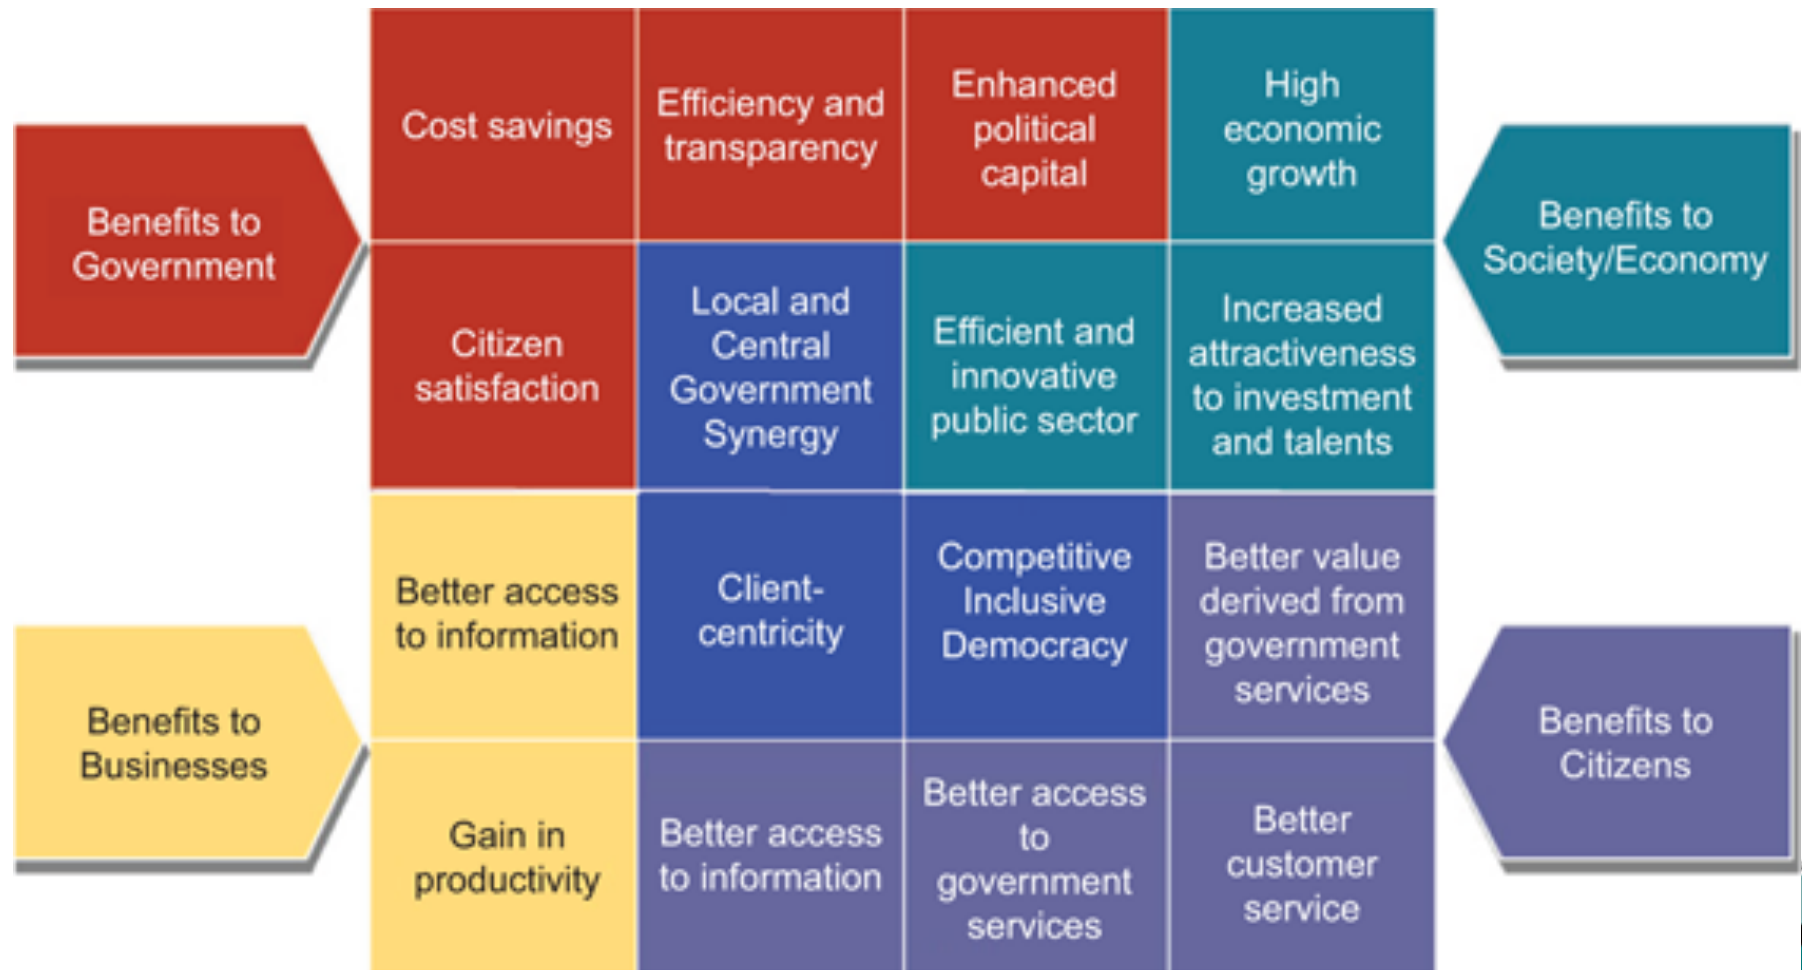 Benefits to
Government
Cost savings
Efficiency and
transparency
Enhanced
political
capital
High
economic
growth
Benefits to
Society/Economy
Citizen
satisfaction
Local and
Central
Government
Synergy
Efficient and
innovative
public sector
Increased
attractiveness
to investment
and talents
Benefits to
Businesses
Better access
to information
Client-
centricity
Competitive
Inclusive
Democracy
Better value
derived from
government
services
Benefits to
Citizens
Gain in
productivity
Better access
to information
Better access
to
government
services
Better
customer
service